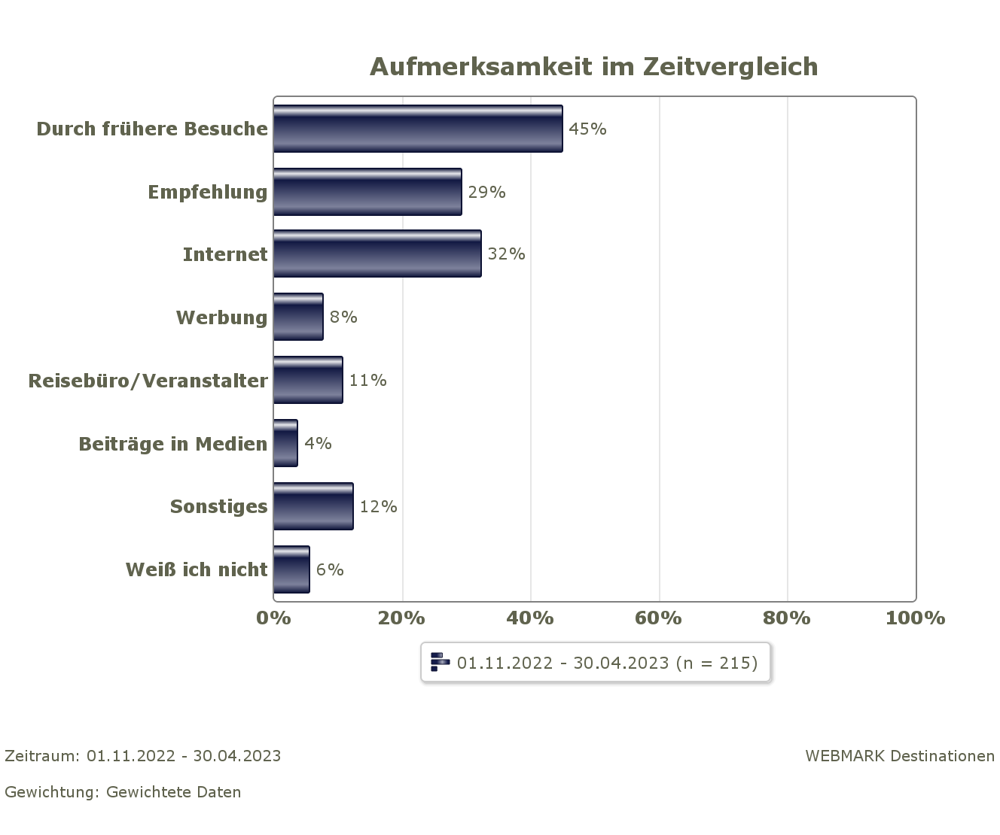 Aufmerksamkeit im Zeitvergleich
Durch frühere Besuche 45%
Empfehlung 29%
Internet 32%
Werbung 8%
Reisebüro/Veranstalter 11%
Beiträge in Medien 4%
Sonstiges 12%
Weiß ich nicht 6%
0% 20% 40% 60% 80% 100%
01.11.2022 - 30.04.2023 (n = 215)
Zeitraum: 01.11.2022 - 30.04.2023 WEBMARK Destinationen
Gewichtung: Gewichtete Daten